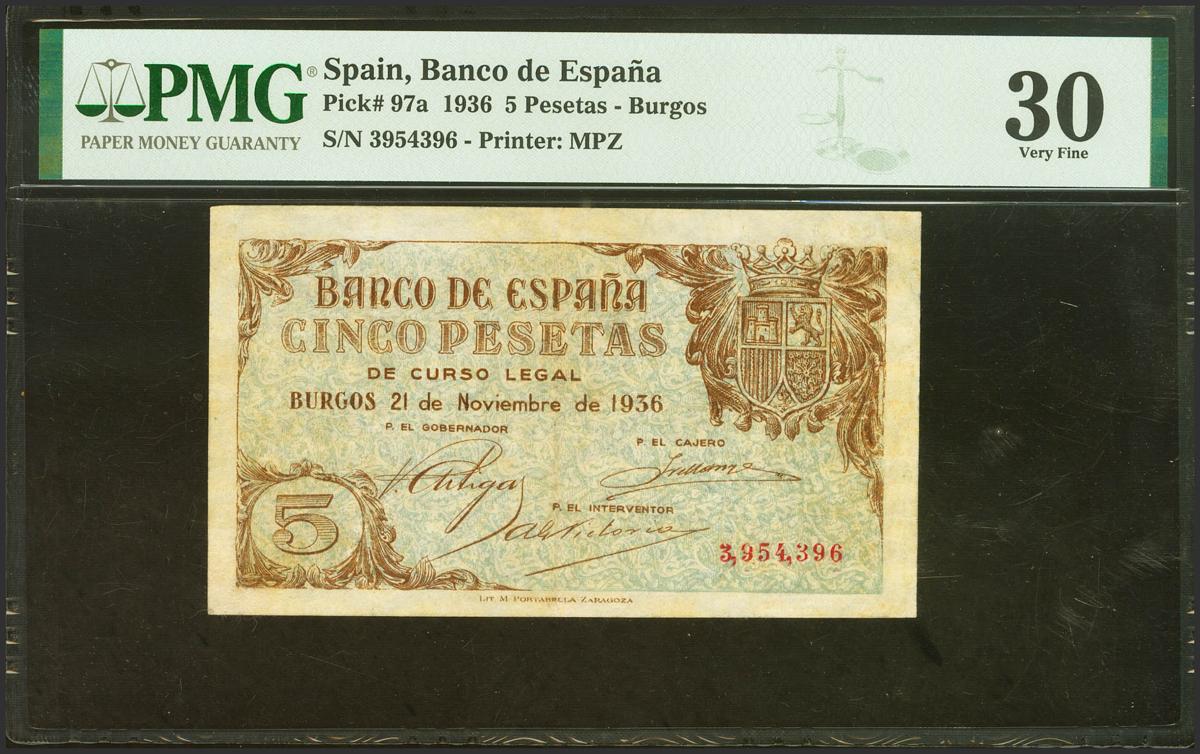 PMG® Spain, Banco de España
Pick# 97a 1936 5 Pesetas - Burgos
PAPER MONEY GUARANTY S/N 3954396 - Printer: MPZ
30
Very Fine
BANCO DE ESPAÑA
CINCO PESETAS
DE CURSO LEGAL
BURGOS 21 de Noviembre de 1936
P. EL GOBERNADOR
P. EL CAJERO
P. EL INTERVENTOR
5
3,954,396
LIT. M. PORTABELLA-ZARAGOZA